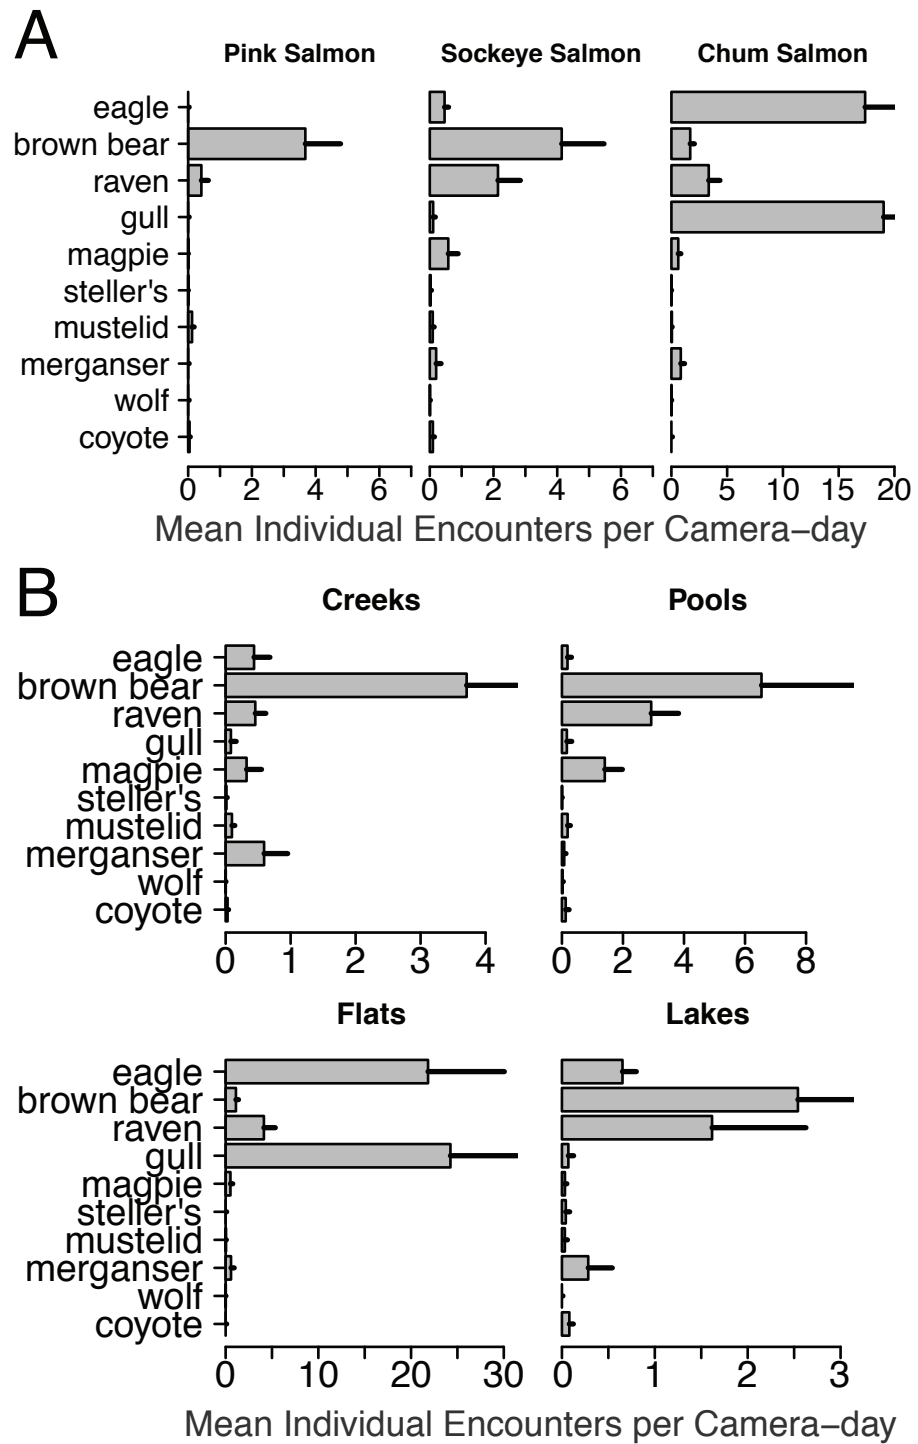 A
Pink Salmon Sockeye Salmon Chum Salmon
eagle
brown bear
raven
gull
magpie
steller's
mustelid
merganser
wolf
coyote
0 2 4 6 0 2 4 6 0 5 10 15 20
Mean Individual Encounters per Camera−day
B
Creeks Pools
eagle
brown bear
raven
gull
magpie
steller's
mustelid
merganser
wolf
coyote
0 1 2 3 4 0 2 4 6 8
Flats Lakes
eagle
brown bear
raven
gull
magpie
steller's
mustelid
merganser
wolf
coyote
0 10 20 30 0 1 2 3
Mean Individual Encounters per Camera−day